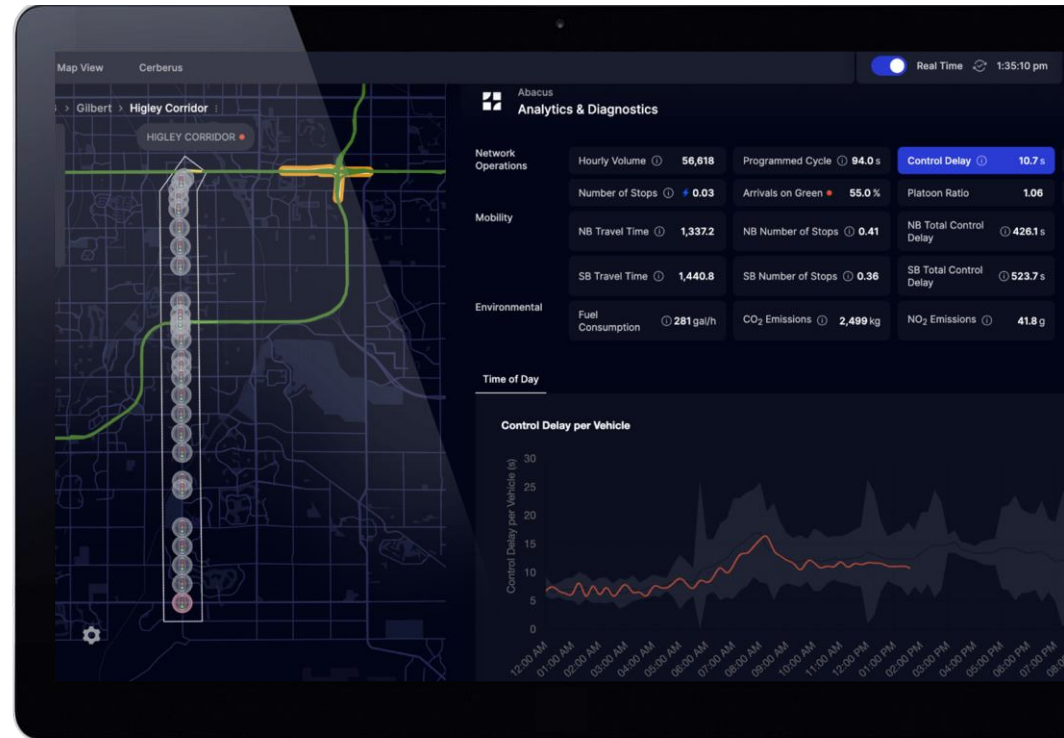 Map View
Cerberus
Real Time
1:35:10 pm
> Gilbert > Higley Corridor
HIGLEY CORRIDOR
Abacus
Analytics & Diagnostics
Network
Operations
Hourly Volume 56,618
Programmed Cycle 94.0 s
Control Delay 10.7 s
Number of Stops 0.03
Arrivals on Green 55.0 %
Platoon Ratio 1.06
Mobility
NB Travel Time 1,337.2
NB Number of Stops 0.41
NB Total Control
Delay 426.1 s
SB Travel Time 1,440.8
SB Number of Stops 0.36
SB Total Control
Delay 523.7 s
Environmental
Fuel
Consumption 281 gal/h
CO₂ Emissions 2,499 kg
NO₂ Emissions 41.8 g
Time of Day
Control Delay per Vehicle
Control Delay per Vehicle (s)
30
25
20
15
10
5
0
12:00 AM
01:00 AM
02:00 AM
03:00 AM
04:00 AM
05:00 AM
06:00 AM
07:00 AM
08:00 AM
09:00 AM
10:00 AM
11:00 AM
12:00 PM
01:00 PM
02:00 PM
03:00 PM
04:00 PM
05:00 PM
06:00 PM
07:00 PM